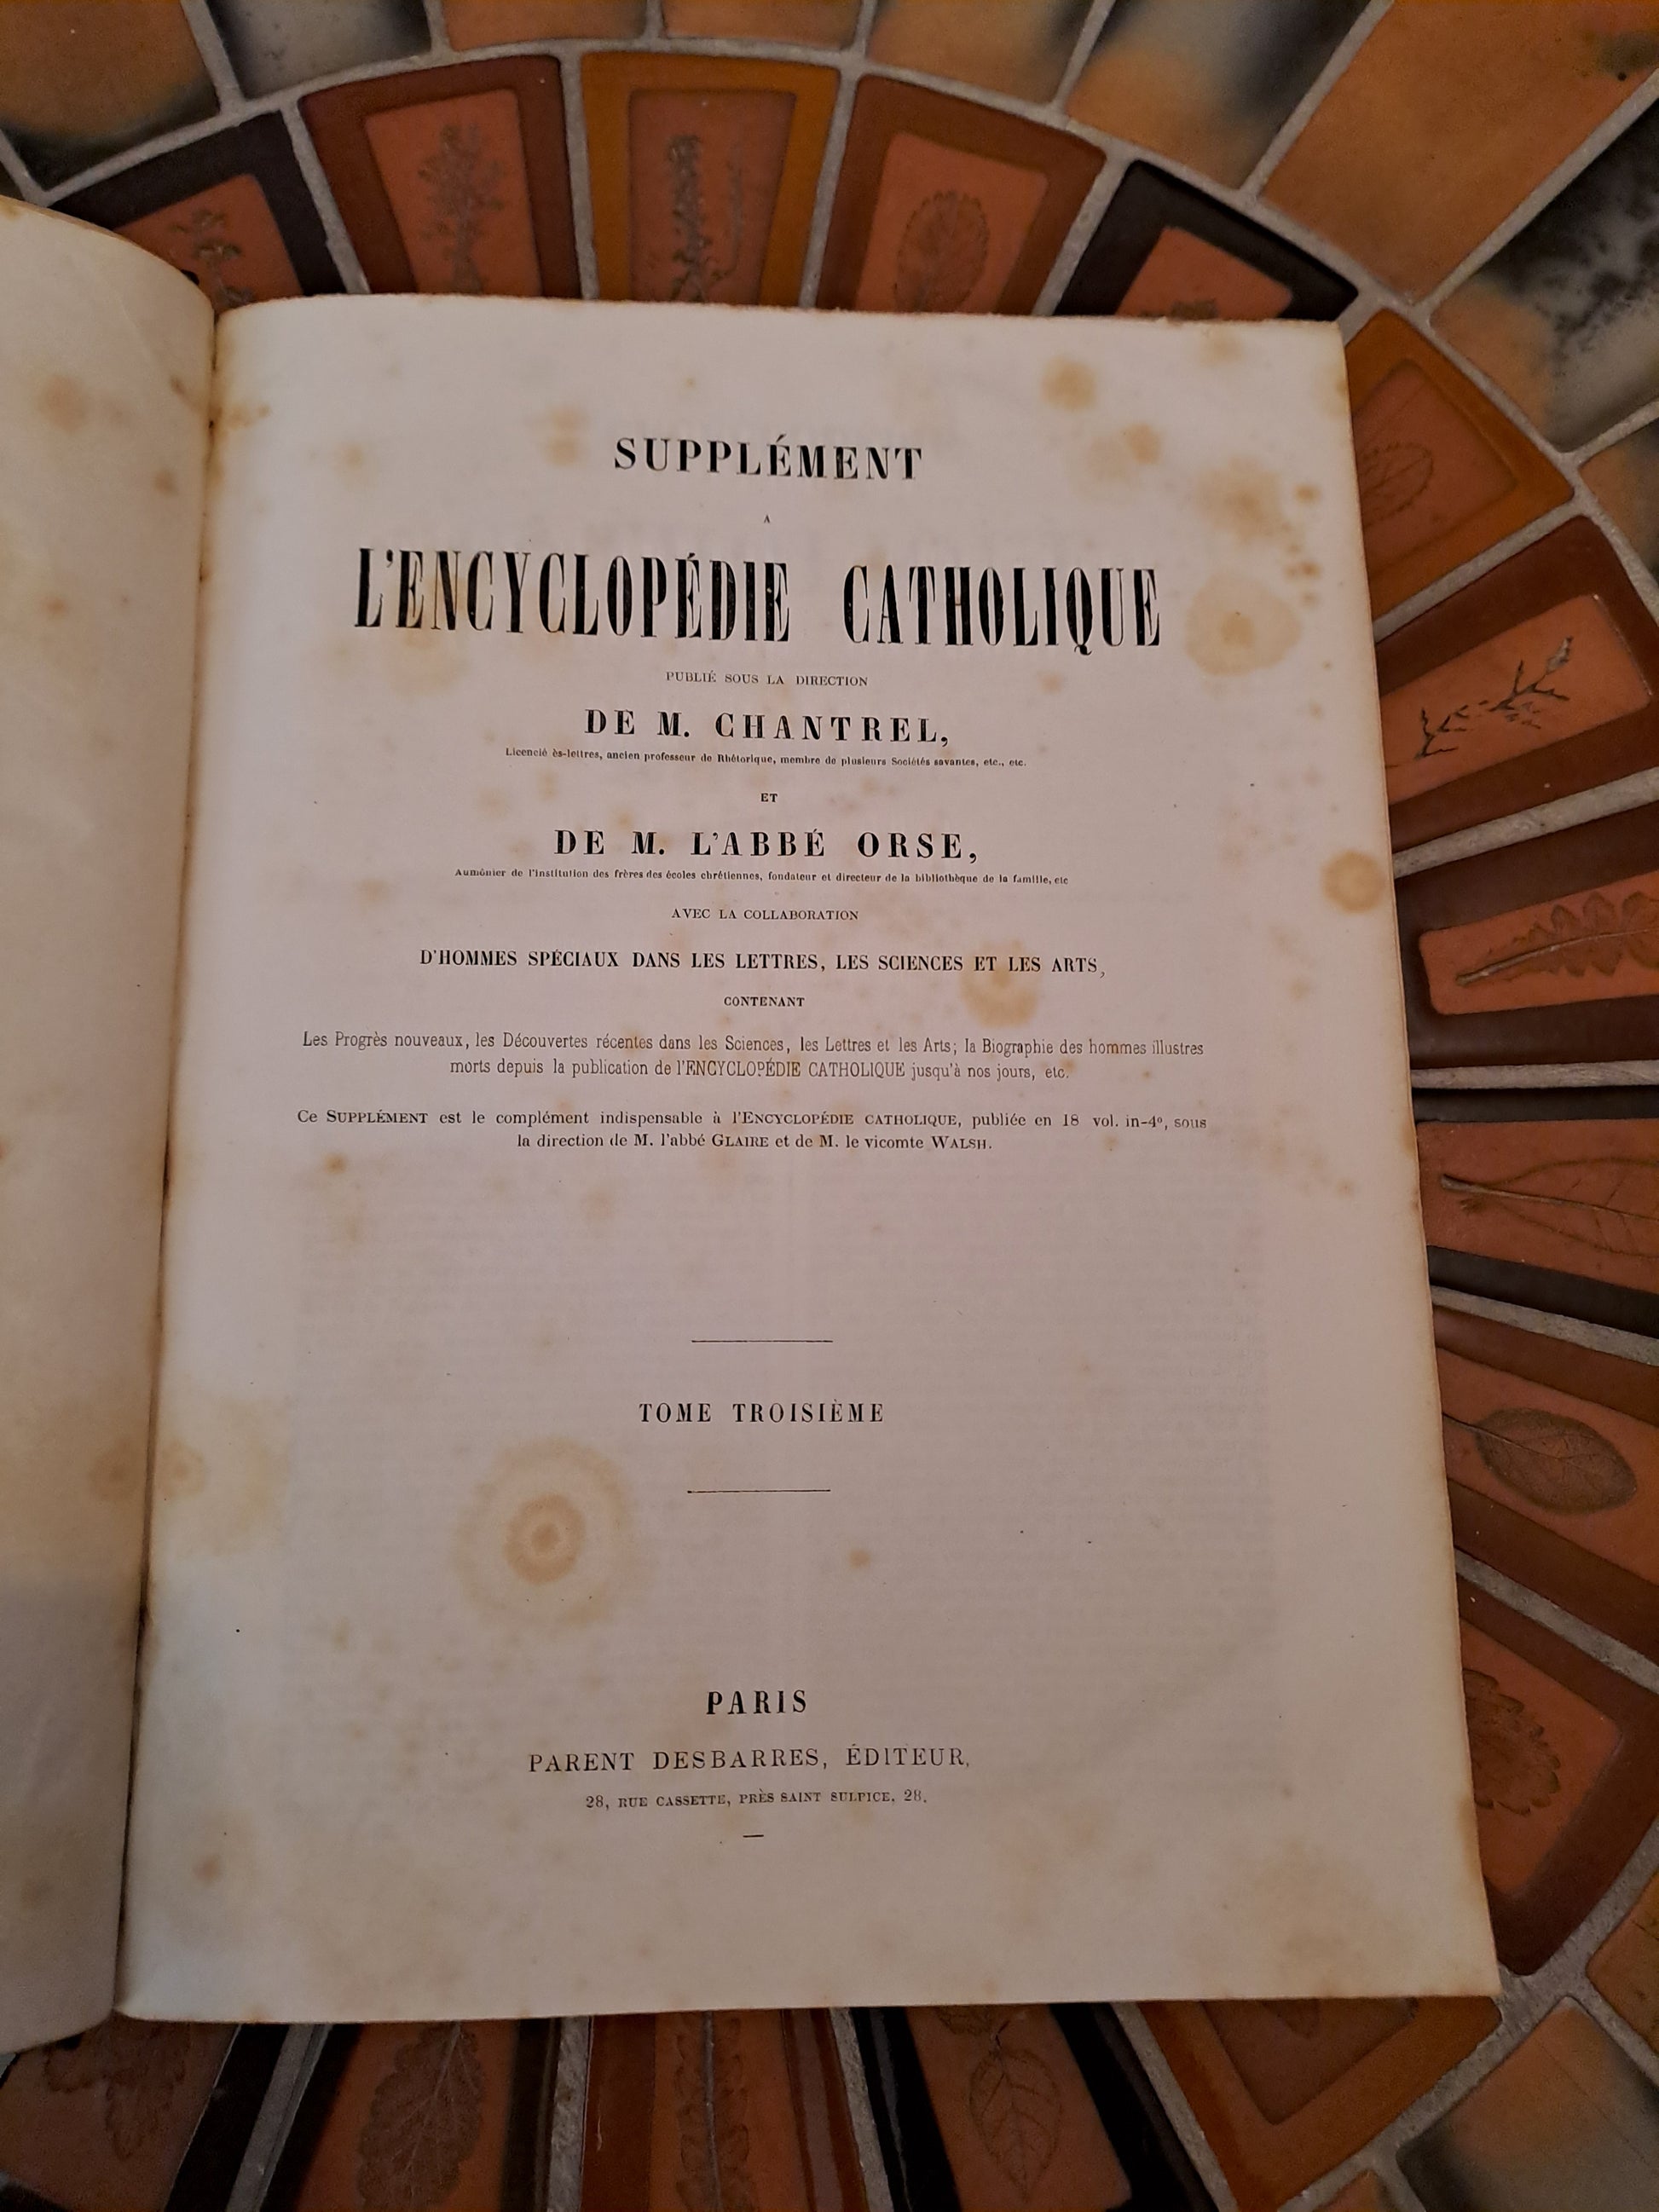 SUPPLÉMENT
A
L'ENCYCLOPÉDIE CATHOLIQUE
PUBLIÉ SOUS LA DIRECTION
DE M. CHANTREL,
Licencié ès-lettres, ancien professeur de Rhétorique, membre de plusieurs Sociétés savantes, etc., etc.
ET
DE M. L'ABBÉ ORSE,
Aumônier de l'institution des frères des écoles chrétiennes, fondateur et directeur de la bibliothèque de la famille, etc
AVEC LA COLLABORATION
D'HOMMES SPÉCIAUX DANS LES LETTRES, LES SCIENCES ET LES ARTS,
CONTENANT
Les Progrès nouveaux, les Découvertes récentes dans les Sciences, les Lettres et les Arts; la Biographie des hommes illustres
morts depuis la publication de l'ENCYCLOPÉDIE CATHOLIQUE jusqu'à nos jours, etc.
Ce SUPPLÉMENT est le complément indispensable à l'ENCYCLOPÉDIE CATHOLIQUE, publiée en 18 vol. in-4º, sous
la direction de M. l'abbé GLAIRE et de M. le vicomte WALSH.
TOME TROISIÈME
PARIS
PARENT DESBARRES, ÉDITEUR,
28, RUE CASSETTE, PRÈS SAINT SULPICE, 28.